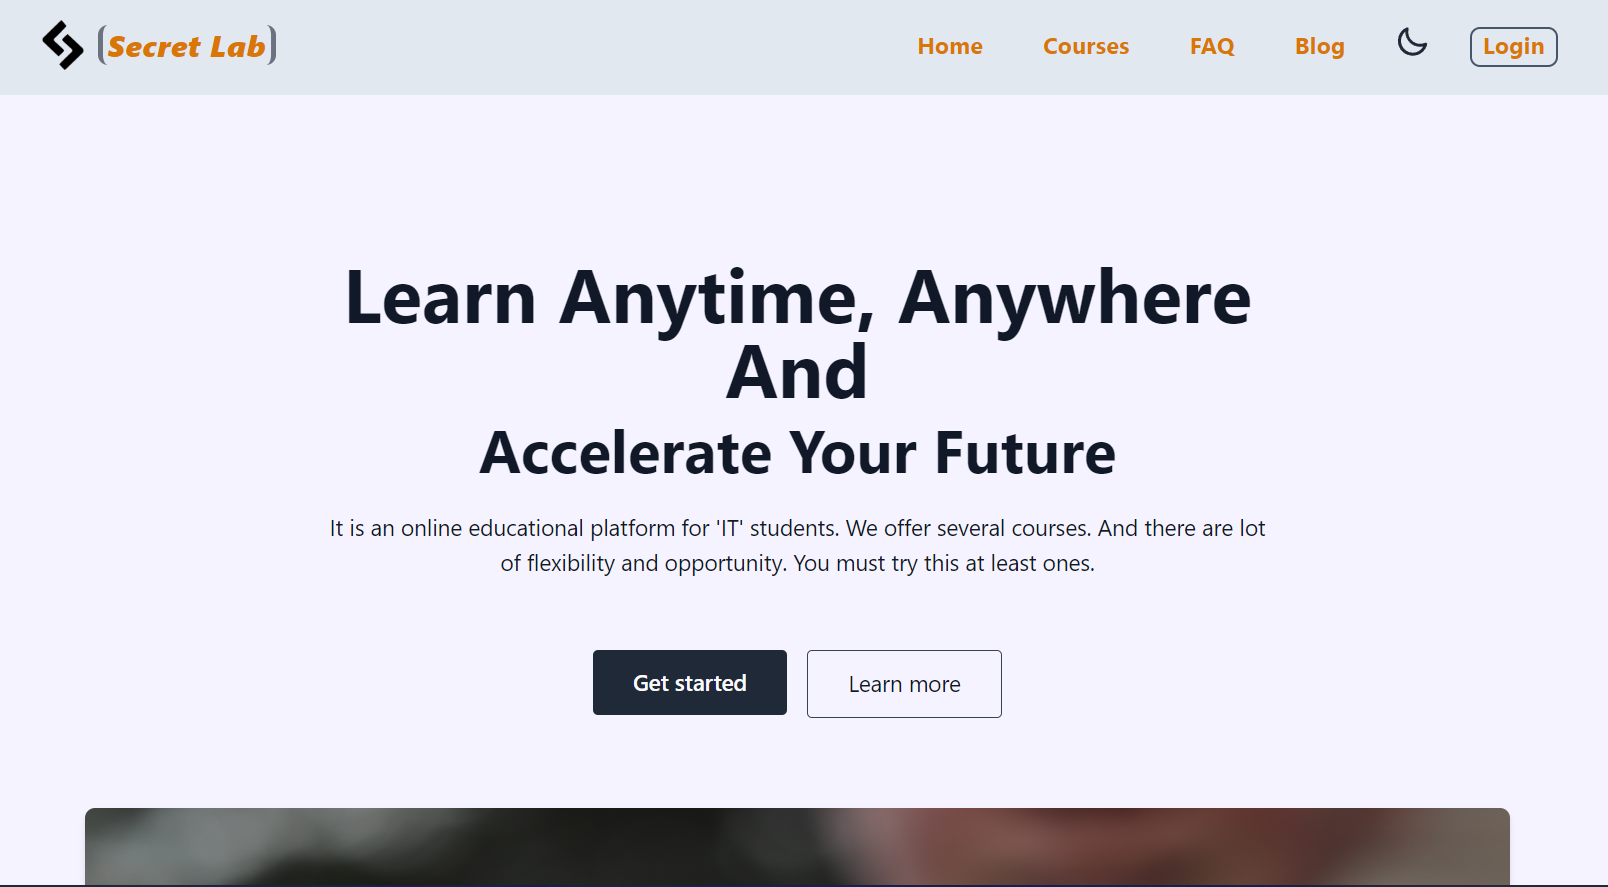 (Secret Lab)
Home Courses FAQ Blog Login
Learn Anytime, Anywhere
And
Accelerate Your Future
It is an online educational platform for 'IT' students. We offer several courses. And there are lot
of flexibility and opportunity. You must try this at least ones.
Get started Learn more